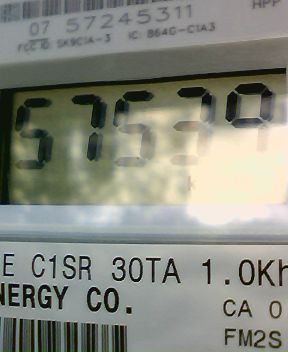 HPP
07 57245311
FCC ID: SK9C1A-3 IC: 864G-C1A3
57539
k
E C1SR 30TA 1.0Kh
NERGY CO.
CA 0
FM2S